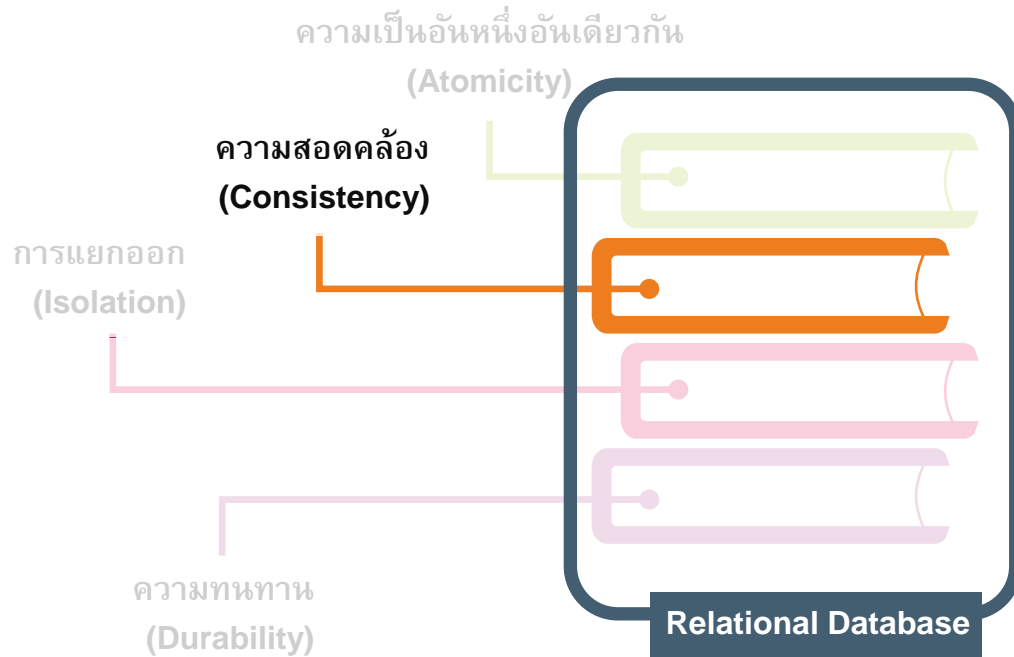 ความเป็นอันหนึ่งอันเดียวกัน
(Atomicity)
ความสอดคล้อง
(Consistency)
การแยกออก
(Isolation)
ความทนทาน
(Durability)
Relational Database